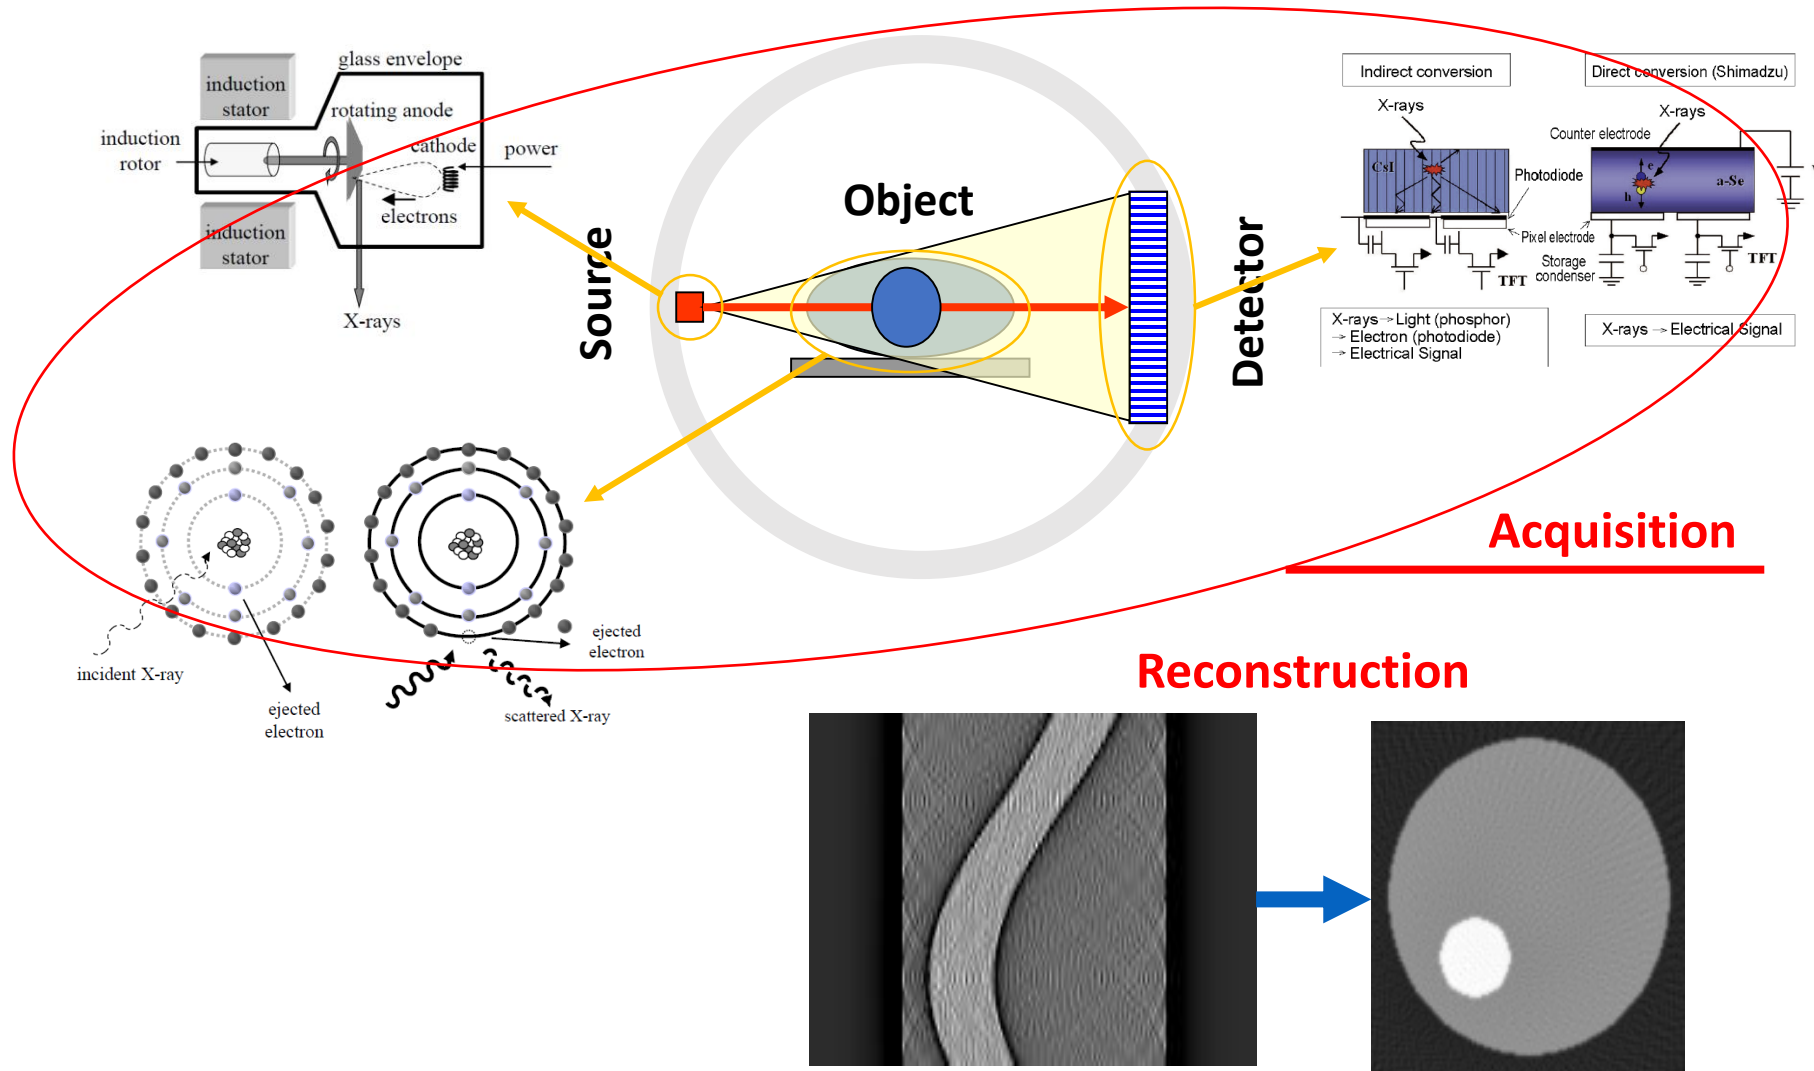 glass envelope
induction
stator
rotating anode
induction
rotor
cathode
power
electrons
induction
stator
X-rays
Source
Object
Detector
Indirect conversion
X-rays
CsI
Photodiode
Pixel electrode
TFT
X-rays → Light (phosphor)
→ Electron (photodiode)
→ Electrical Signal
Direct conversion (Shimadzu)
X-rays
Counter electrode
e
a-Se
h
V
Storage
condenser
TFT
X-rays → Electrical Signal
incident X-ray
ejected
electron
ejected
electron
scattered X-ray
Acquisition
Reconstruction